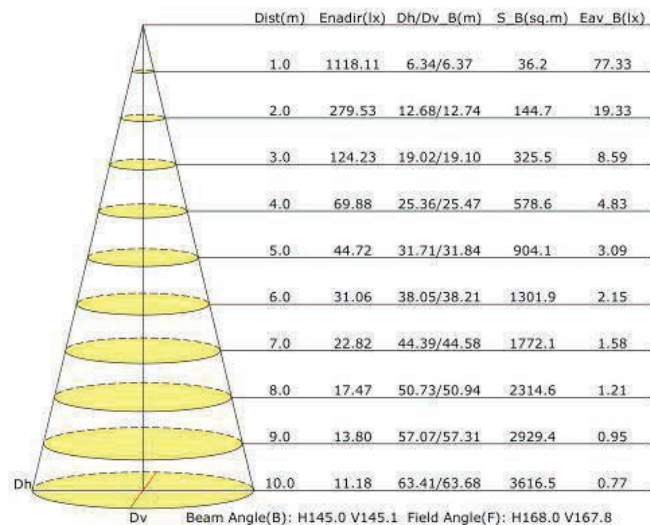 Dist(m) Enadir(lx) Dh/Dv_B(m) S_B(sq.m) Eav_B(lx)
1.0 1118.11 6.34/6.37 36.2 77.33
2.0 279.53 12.68/12.74 144.7 19.33
3.0 124.23 19.02/19.10 325.5 8.59
4.0 69.88 25.36/25.47 578.6 4.83
5.0 44.72 31.71/31.84 904.1 3.09
6.0 31.06 38.05/38.21 1301.9 2.15
7.0 22.82 44.39/44.58 1772.1 1.58
8.0 17.47 50.73/50.94 2314.6 1.21
9.0 13.80 57.07/57.31 2929.4 0.95
Dh 10.0 11.18 63.41/63.68 3616.5 0.77
Dv Beam Angle(B): H145.0 V145.1 Field Angle(F): H168.0 V167.8